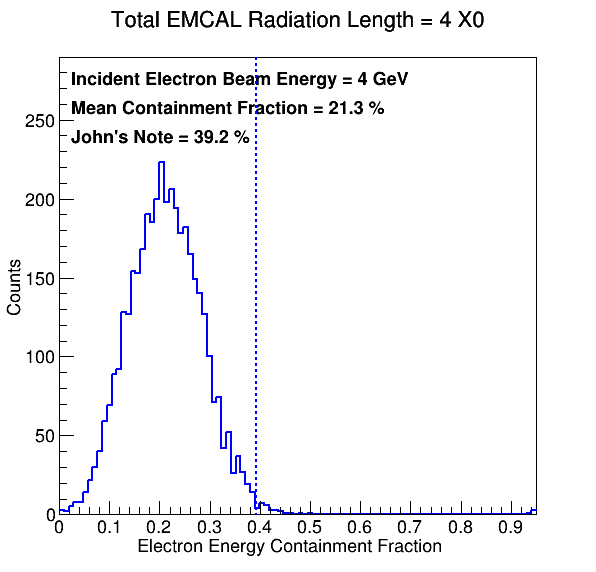 Total EMCAL Radiation Length = 4 X0
Incident Electron Beam Energy = 4 GeV
Mean Containment Fraction = 21.3 %
John's Note = 39.2 %
Counts
250
200
150
100
50
0
0 0.1 0.2 0.3 0.4 0.5 0.6 0.7 0.8 0.9
Electron Energy Containment Fraction